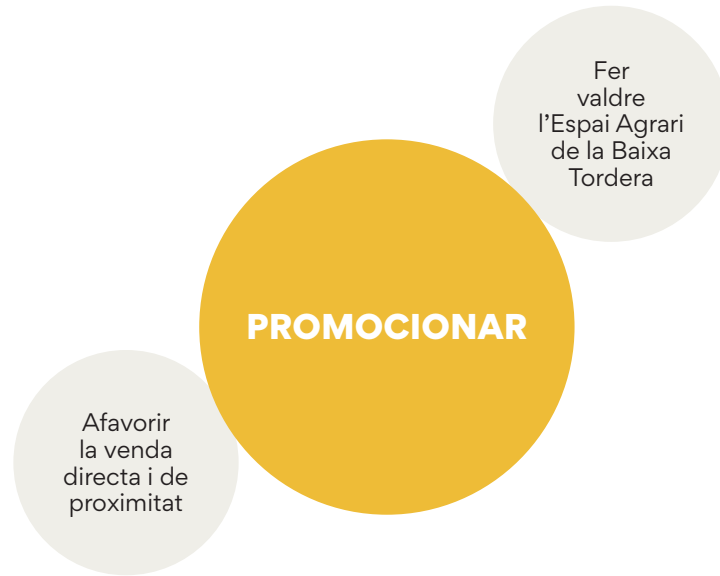 Fer
valdre
l’Espai Agrari
de la Baixa
Tordera
PROMOCIONAR
Afavorir
la venda
directa i de
proximitat